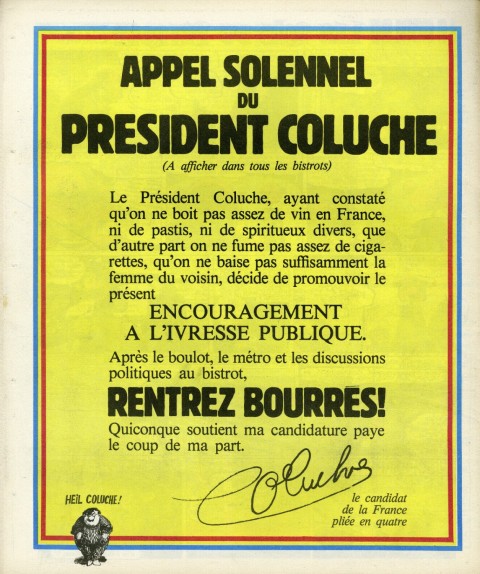 APPEL SOLENNEL
DU
PRESIDENT COLUCHE
(A afficher dans tous les bistrots)
Le Président Coluche, ayant constaté
qu'on ne boit pas assez de vin en France,
ni de pastis, ni de spiritueux divers, que
d'autre part on ne fume pas assez de ciga-
rettes, qu'on ne baise pas suffisamment la
femme du voisin, décide de promouvoir le
présent
ENCOURAGEMENT
A L'IVRESSE PUBLIQUE.
Après le boulot, le métro et les discussions
politiques au bistrot,
RENTREZ BOURRÉS!
Quiconque soutient ma candidature paye
le coup de ma part.
Coluche
le candidat
de la France
pliée en quatre
HEIL COLUCHE!